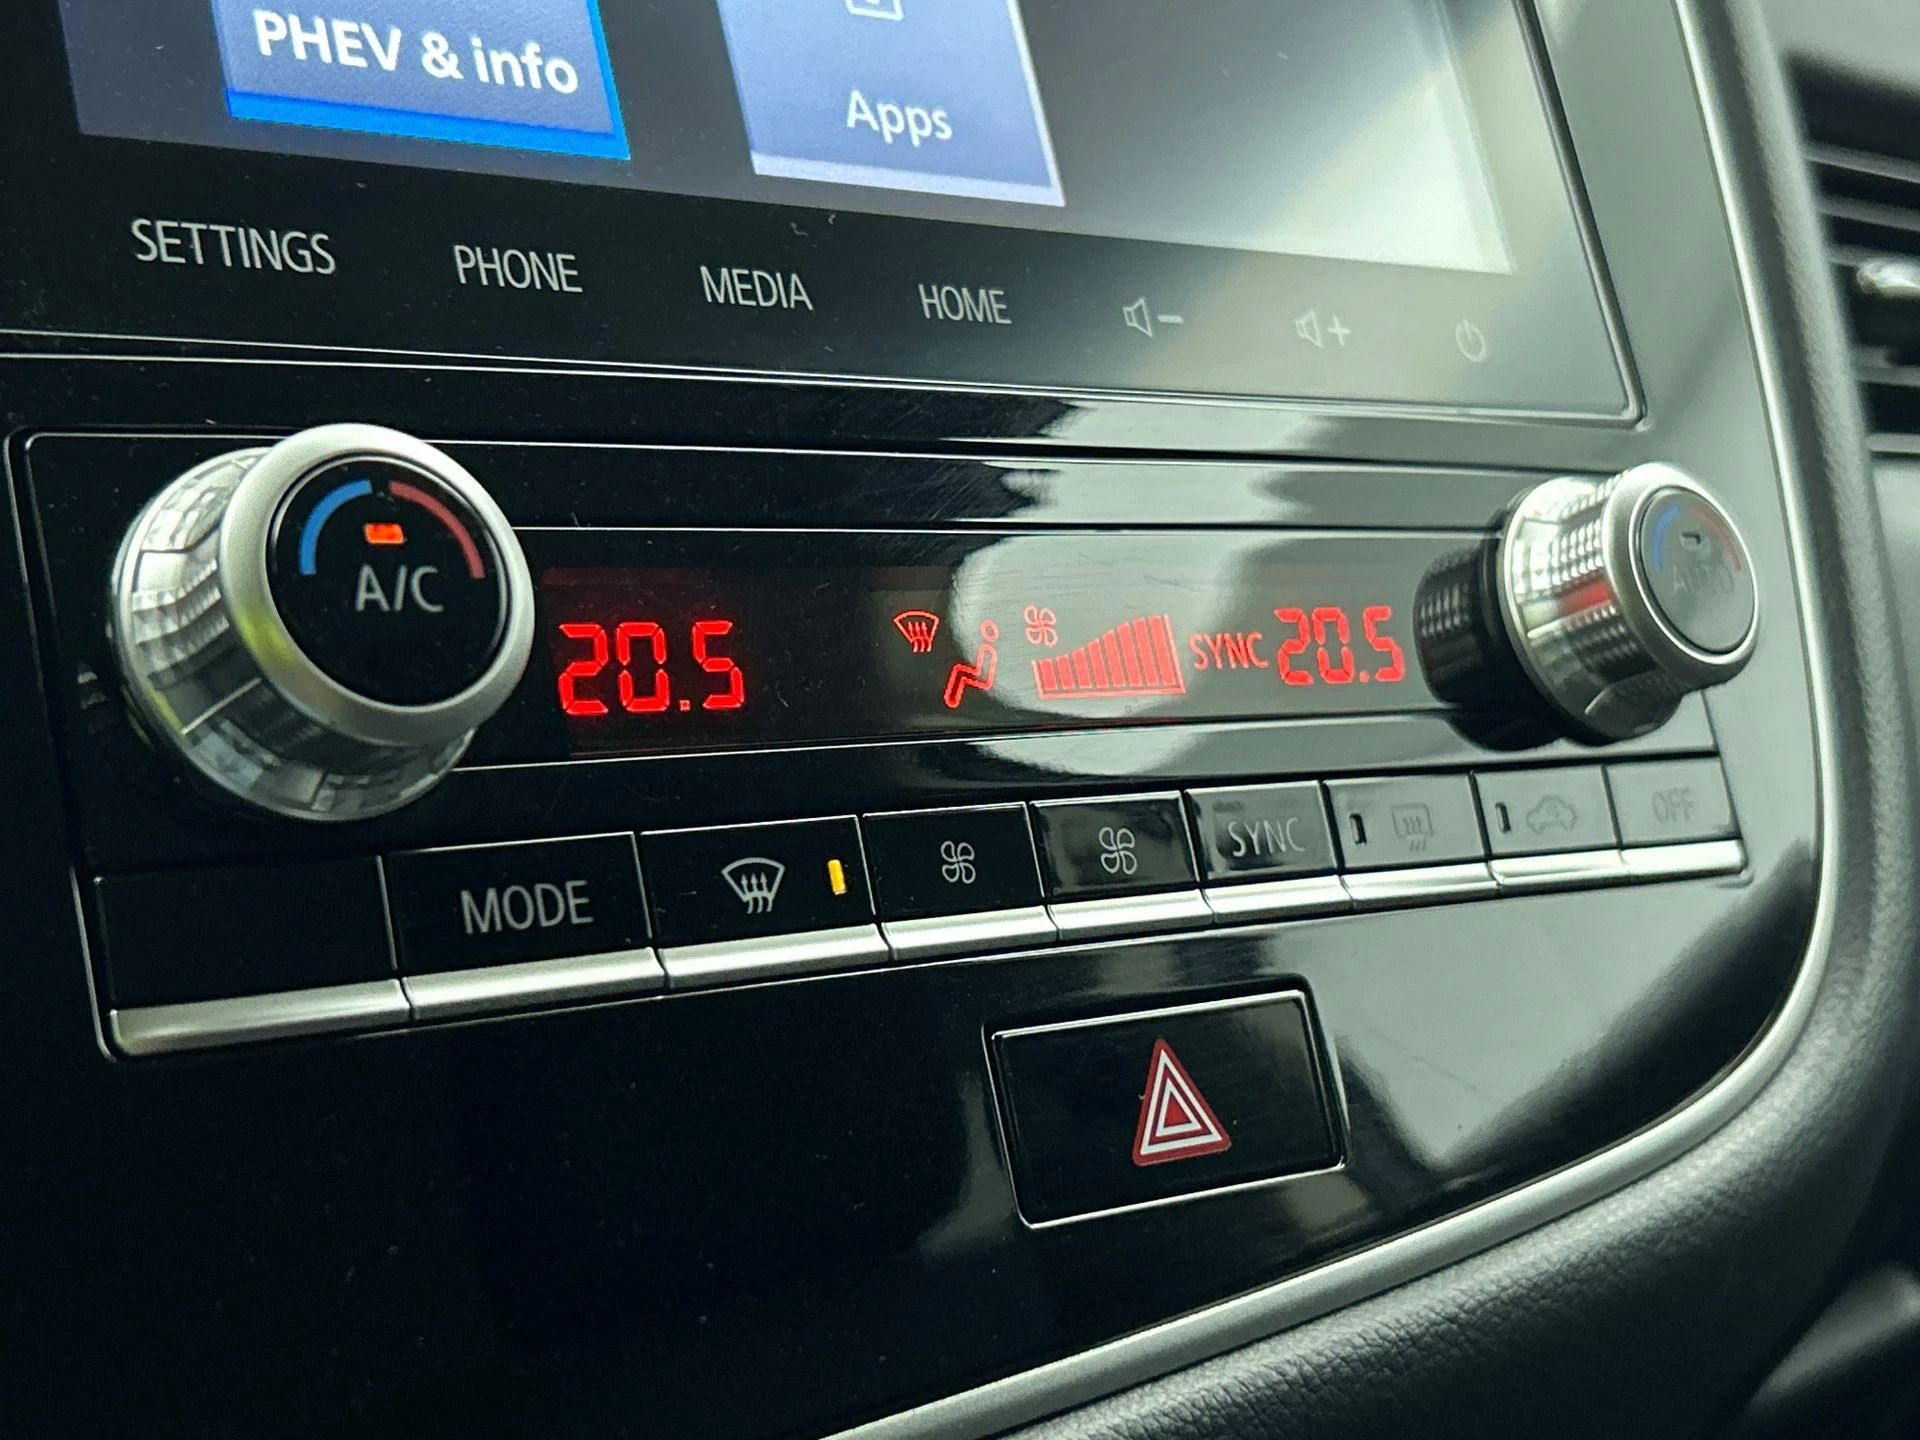 PHEV & info
Apps
SETTINGS PHONE MEDIA HOME
A/C
20.5 SYNC 20.5
AUTO
MODE SYNC OFF